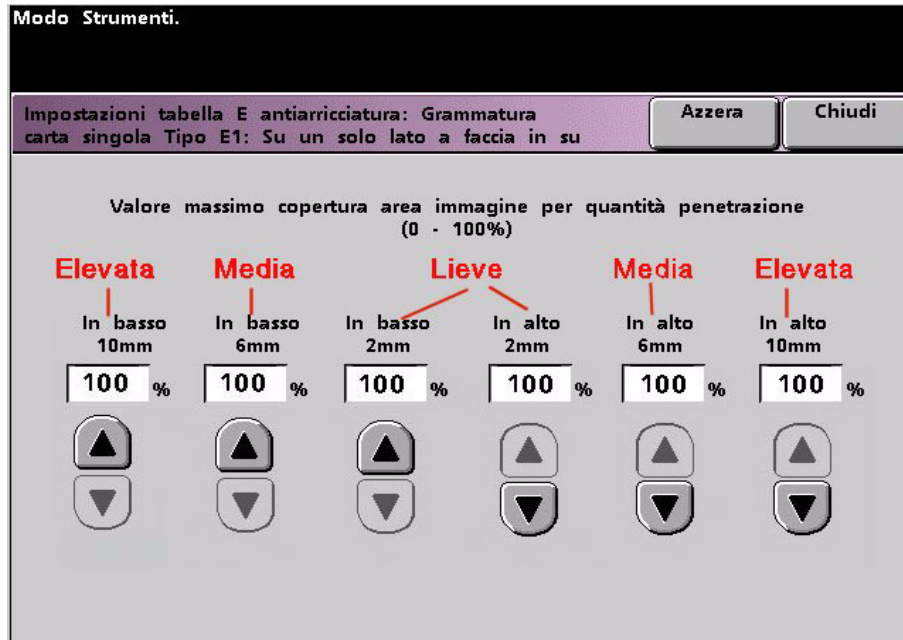 Modo Strumenti.
Impostazioni tabella E antiarricciatura: Grammatura
carta singola Tipo E1: Su un solo lato a faccia in su
Azzera
Chiudi
Valore massimo copertura area immagine per quantità penetrazione
(0 - 100%)
Elevata Media Lieve Media Elevata
In basso In basso In basso In alto In alto In alto
10mm 6mm 2mm 2mm 6mm 10mm
100 % 100 % 100 % 100 % 100 % 100 %